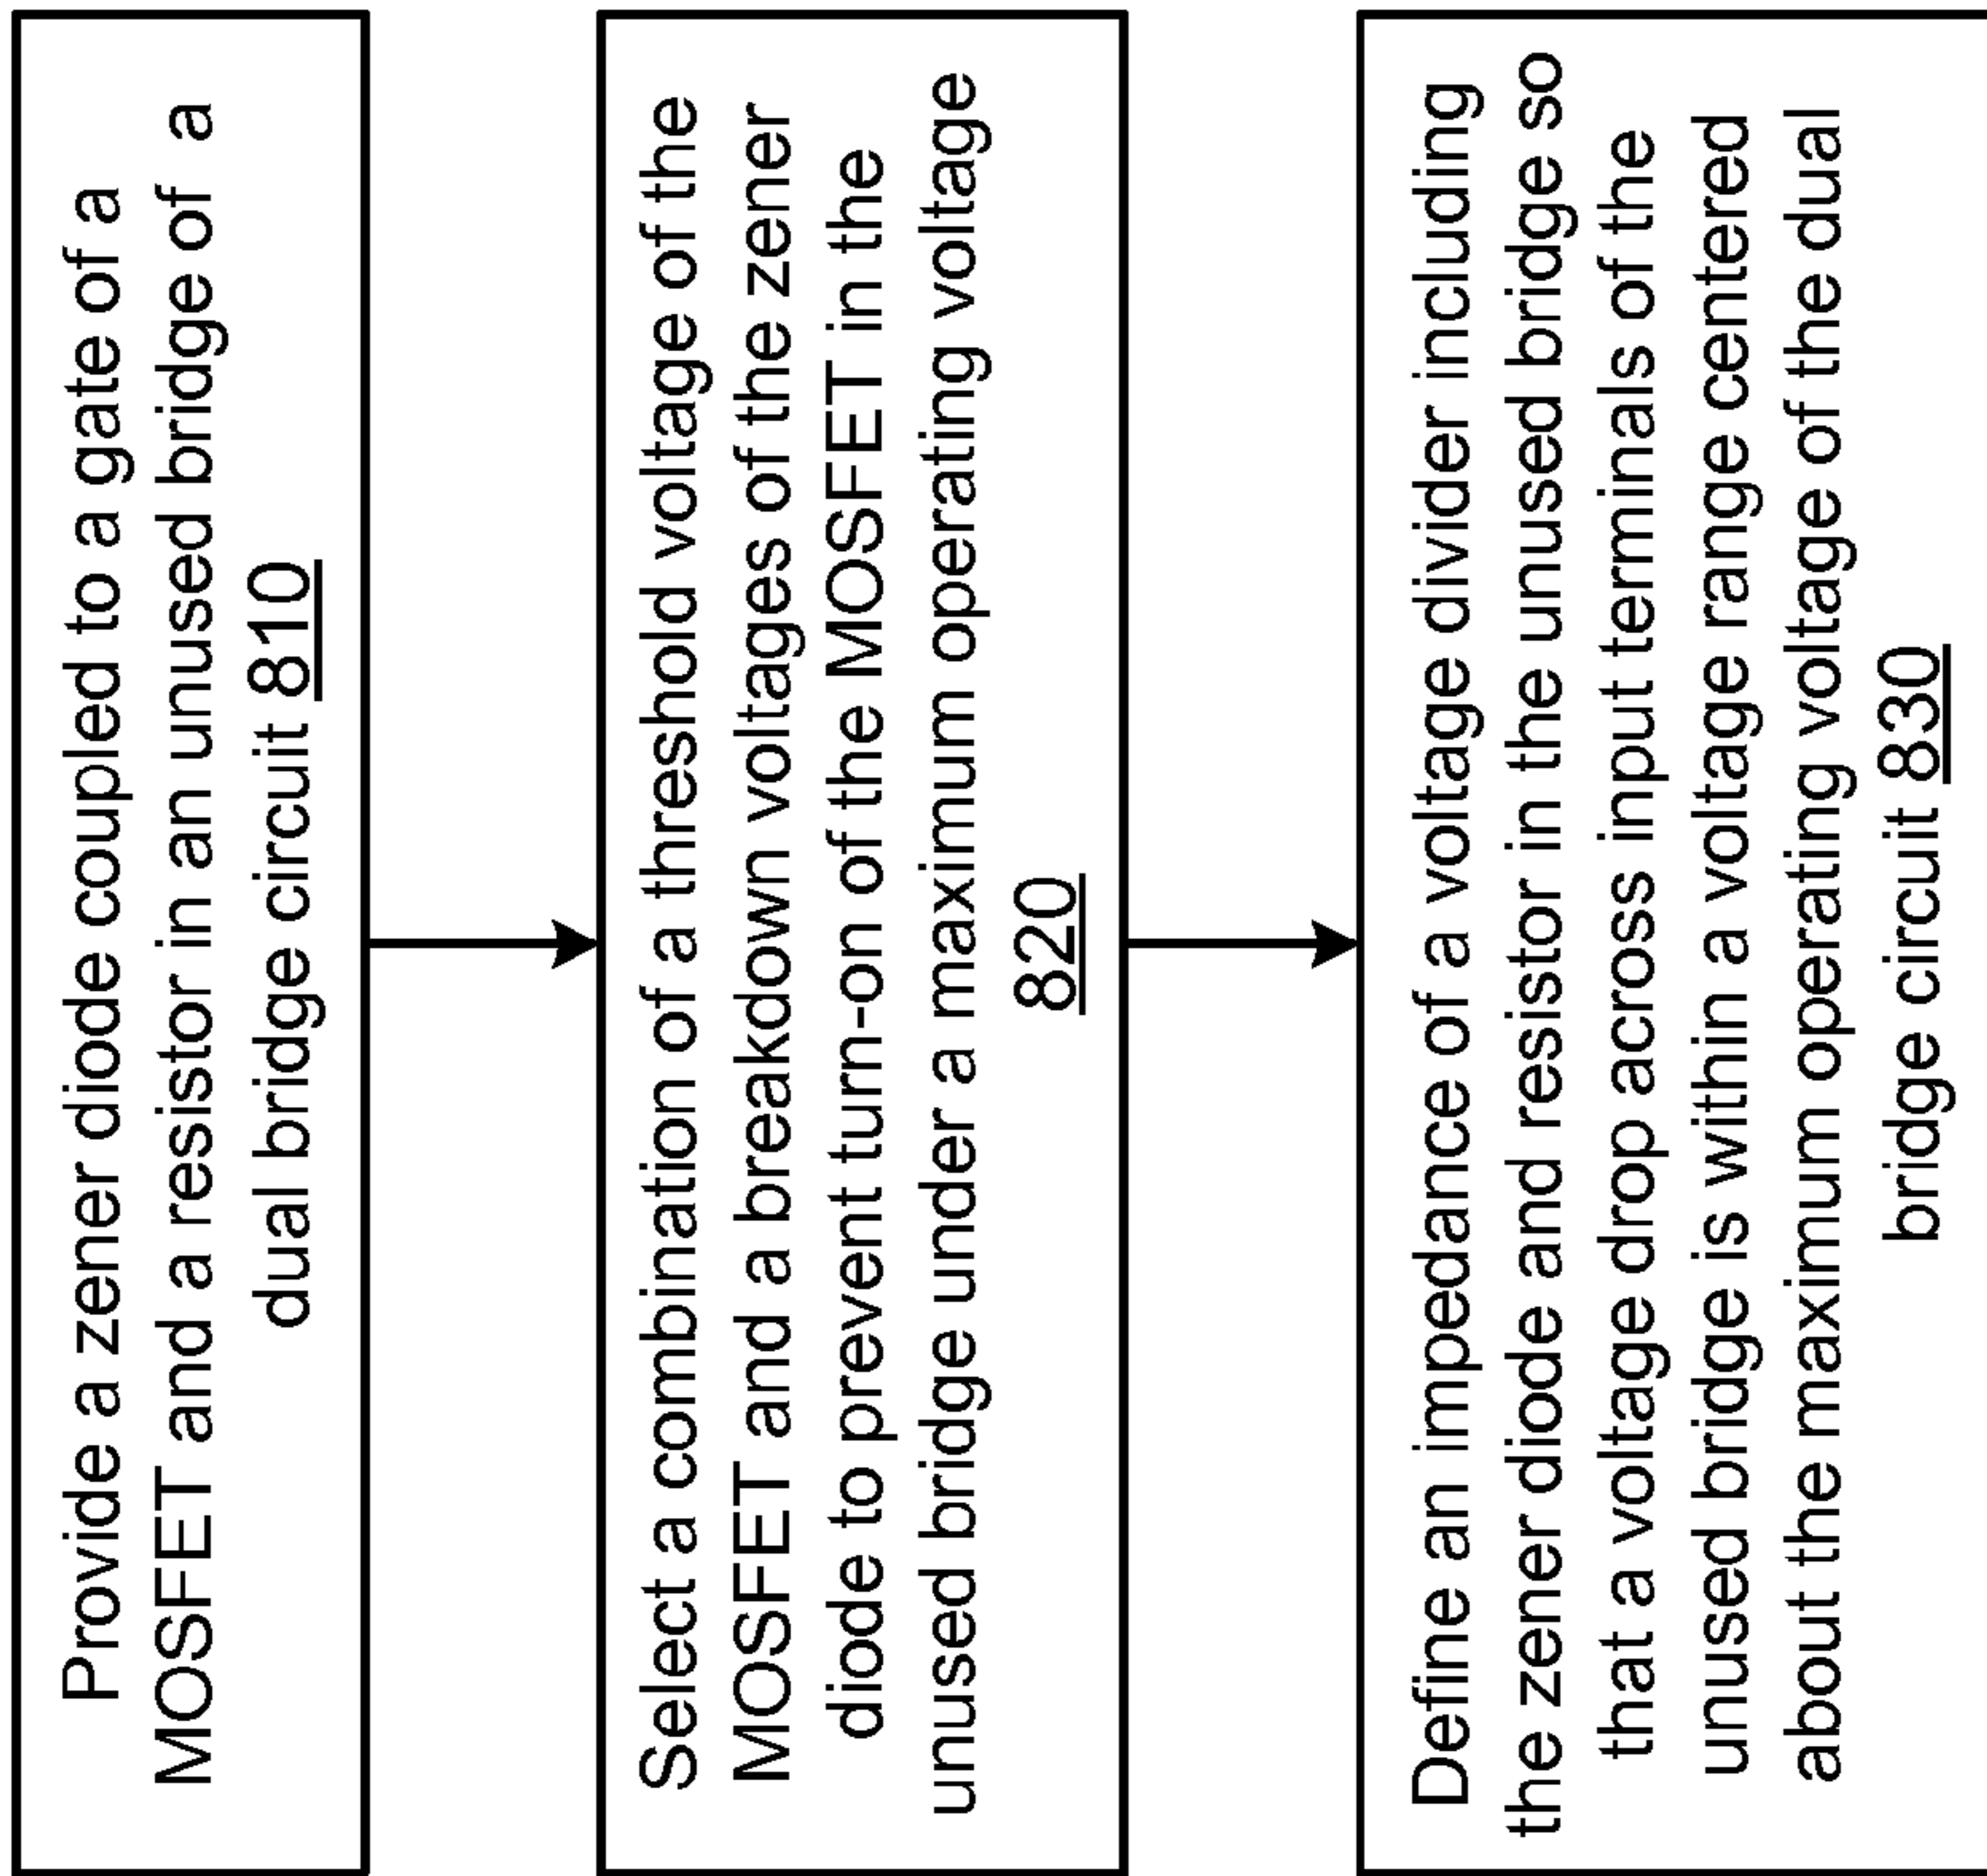 Provide a zener diode coupled to a gate of a
MOSFET and a resistor in an unused bridge of a
dual bridge circuit 810
Select a combination of a threshold voltage of the
MOSFET and a breakdown voltages of the zener
diode to prevent turn-on of the MOSFET in the
unused bridge under a maximum operating voltage
820
Define an impedance of a voltage divider including
the zener diode and resistor in the unused bridge so
that a voltage drop across input terminals of the
unused bridge is within a voltage range centered
about the maximum operating voltage of the dual
bridge circuit 830